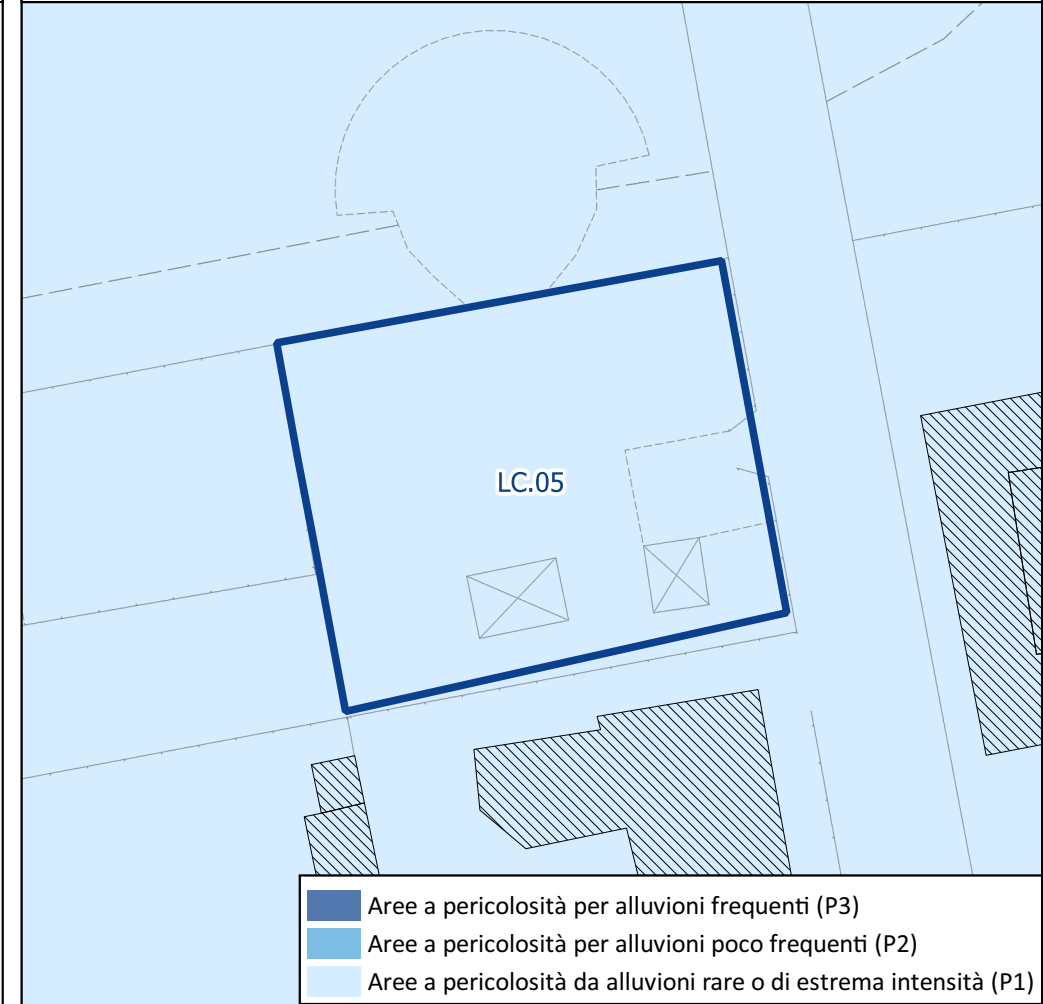 LC.05
Aree a pericolosità per alluvioni frequenti (P3)
Aree a pericolosità per alluvioni poco frequenti (P2)
Aree a pericolosità da alluvioni rare o di estrema intensità (P1)